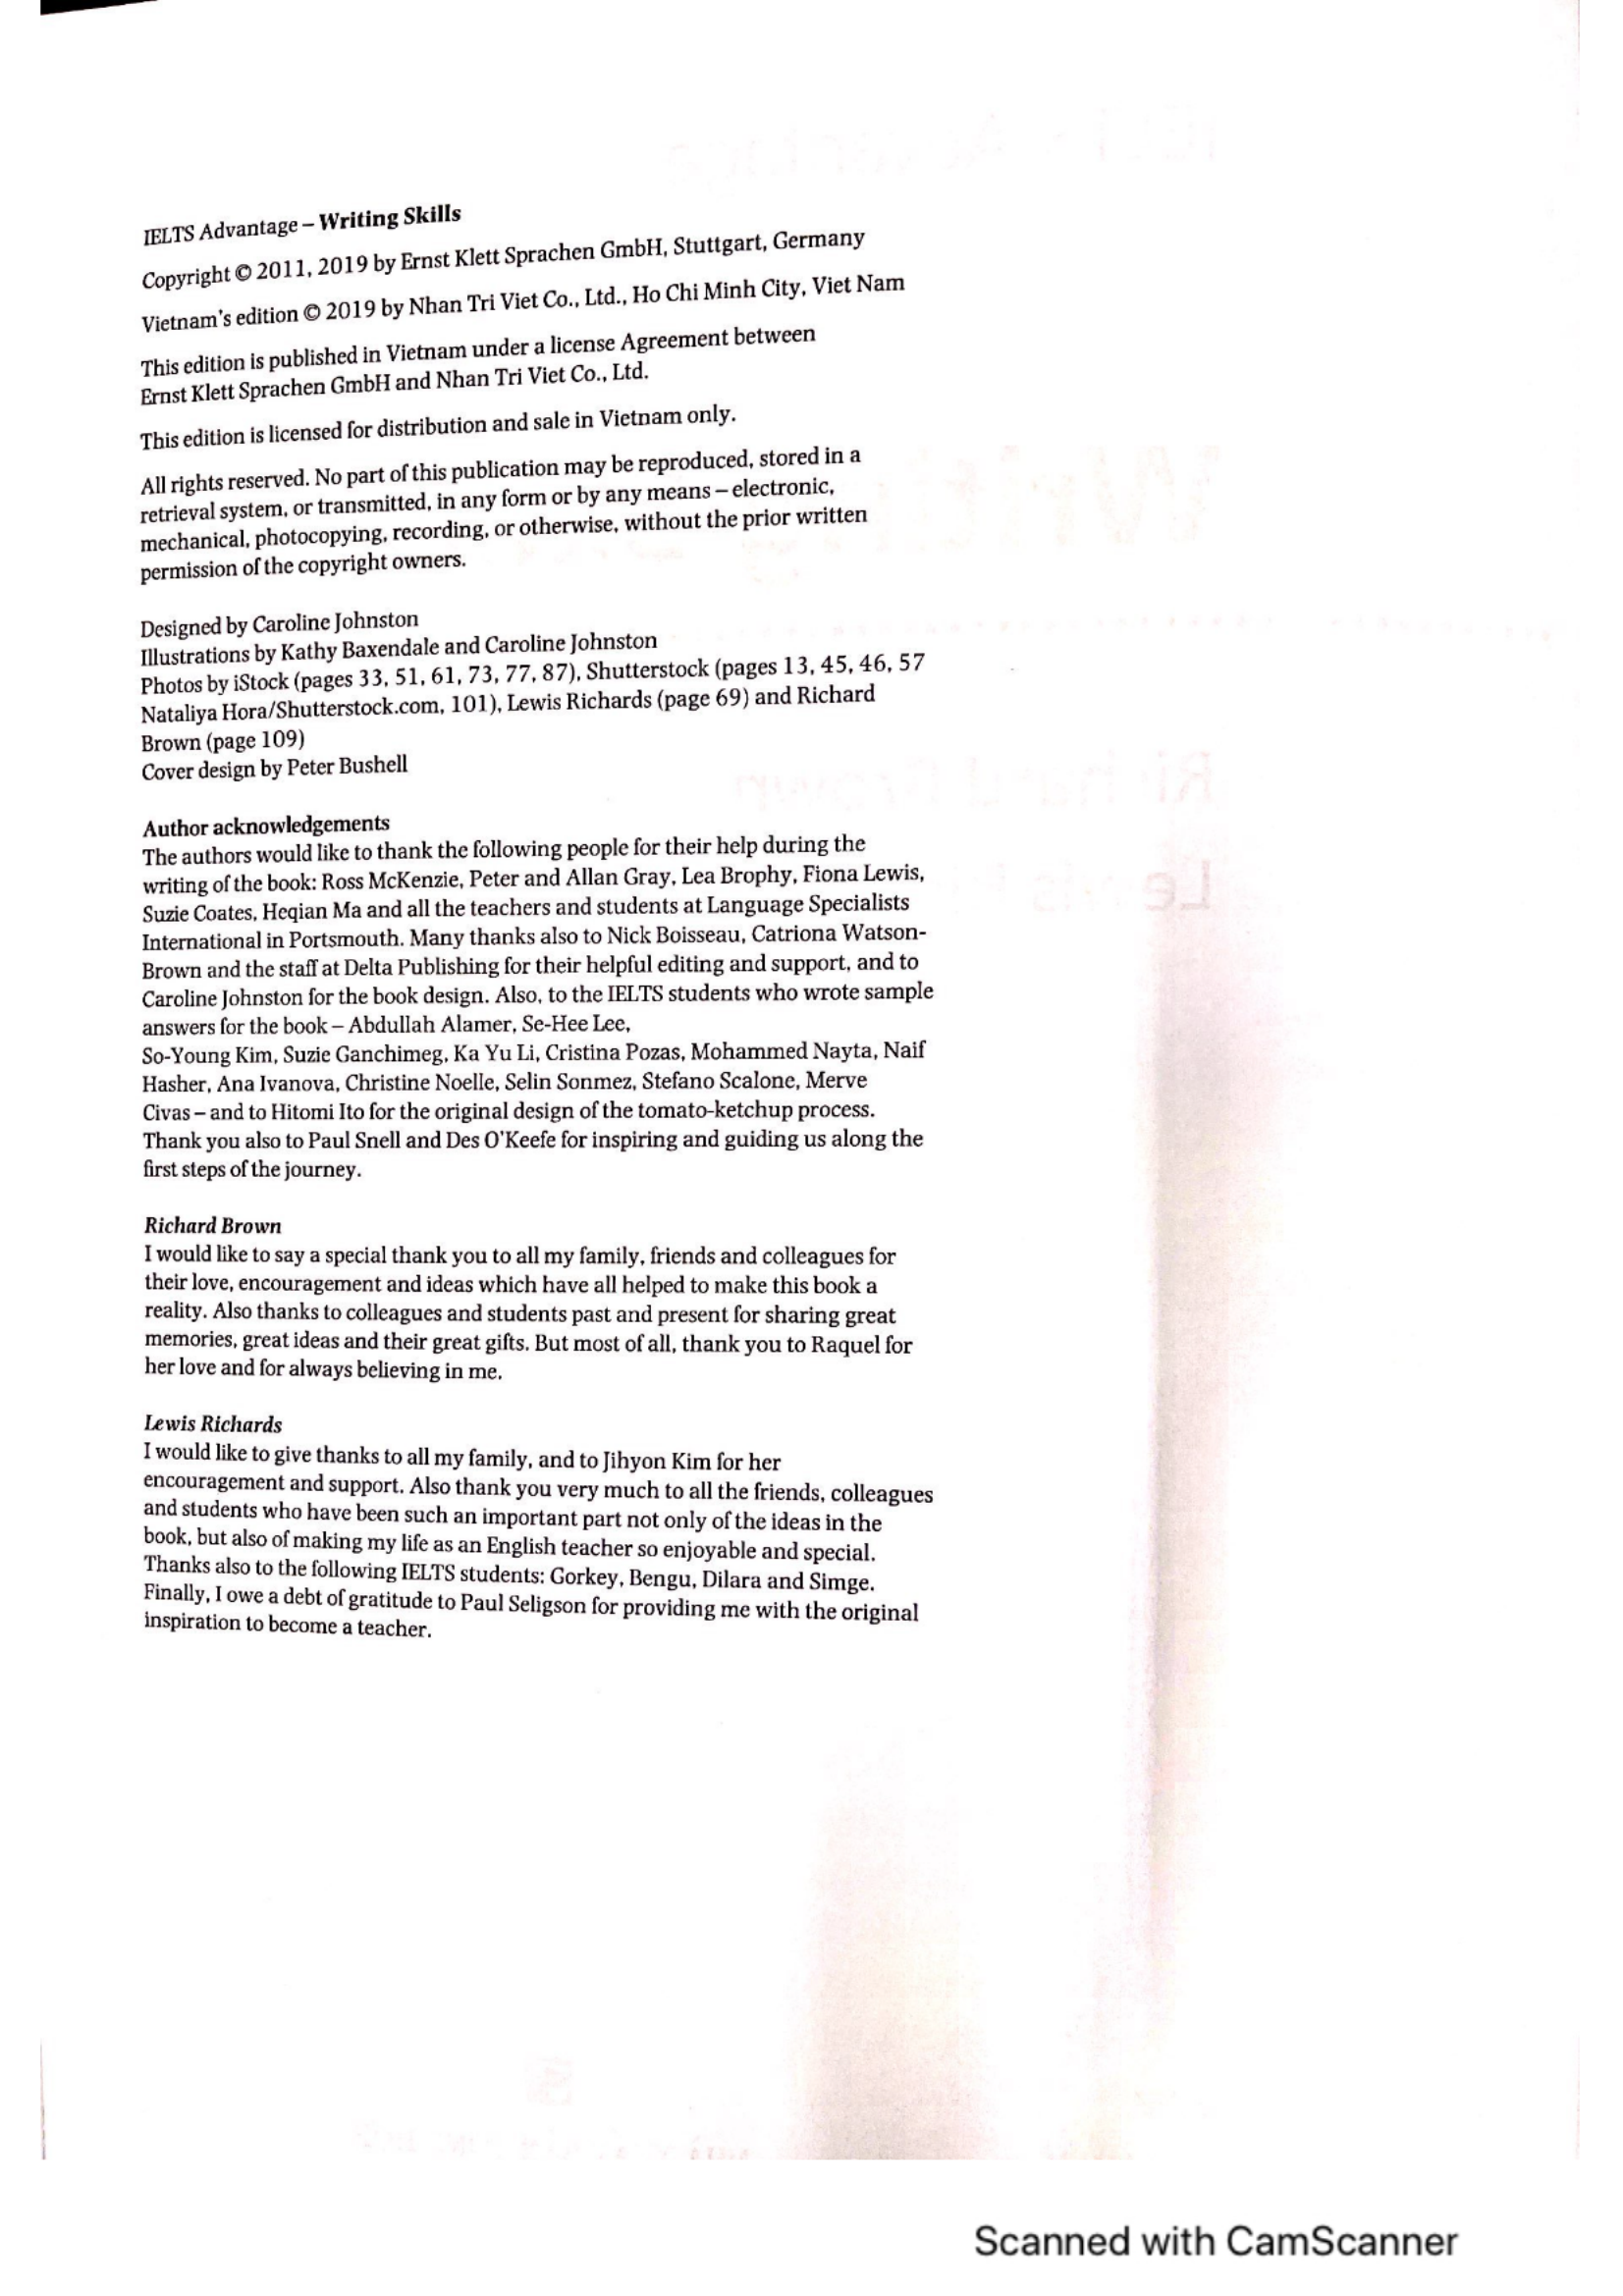 IELTS Advantage – Writing Skills
Copyright © 2011, 2019 by Ernst Klett Sprachen GmbH, Stuttgart, Germany
Vietnam's edition © 2019 by Nhan Tri Viet Co., Ltd., Ho Chi Minh City, Viet Nam
This edition is published in Vietnam under a license Agreement between
Ernst Klett Sprachen GmbH and Nhan Tri Viet Co., Ltd.
This edition is licensed for distribution and sale in Vietnam only.
All rights reserved. No part of this publication may be reproduced, stored in a
retrieval system, or transmitted, in any form or by any means – electronic,
mechanical, photocopying, recording, or otherwise, without the prior written
permission of the copyright owners.
Designed by Caroline Johnston
Illustrations by Kathy Baxendale and Caroline Johnston
Photos by iStock (pages 33, 51, 61, 73, 77, 87), Shutterstock (pages 13, 45, 46, 57
Nataliya Hora/Shutterstock.com, 101), Lewis Richards (page 69) and Richard
Brown (page 109)
Cover design by Peter Bushell
Author acknowledgements
The authors would like to thank the following people for their help during the
writing of the book: Ross McKenzie, Peter and Allan Gray, Lea Brophy, Fiona Lewis,
Suzie Coates, Heqian Ma and all the teachers and students at Language Specialists
International in Portsmouth. Many thanks also to Nick Boisseau, Catriona Watson-
Brown and the staff at Delta Publishing for their helpful editing and support, and to
Caroline Johnston for the book design. Also, to the IELTS students who wrote sample
answers for the book – Abdullah Alamer, Se-Hee Lee,
So-Young Kim, Suzie Ganchimeg, Ka Yu Li, Cristina Pozas, Mohammed Nayta, Naif
Hasher, Ana Ivanova, Christine Noelle, Selin Sonmez, Stefano Scalone, Merve
Civas – and to Hitomi Ito for the original design of the tomato-ketchup process.
Thank you also to Paul Snell and Des O'Keefe for inspiring and guiding us along the
first steps of the journey.
Richard Brown
I would like to say a special thank you to all my family, friends and colleagues for
their love, encouragement and ideas which have all helped to make this book a
reality. Also thanks to colleagues and students past and present for sharing great
memories, great ideas and their great gifts. But most of all, thank you to Raquel for
her love and for always believing in me.
Lewis Richards
I would like to give thanks to all my family, and to Jihyon Kim for her
encouragement and support. Also thank you very much to all the friends, colleagues
and students who have been such an important part not only of the ideas in the
book, but also of making my life as an English teacher so enjoyable and special.
Thanks also to the following IELTS students: Gorkey, Bengu, Dilara and Simge.
Finally, I owe a debt of gratitude to Paul Seligson for providing me with the original
inspiration to become a teacher.
Scanned with CamScanner